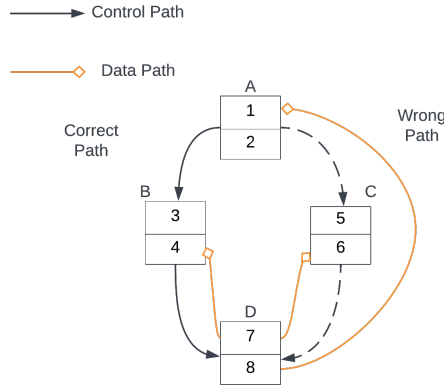 Control Path
Data Path
A
1
2
Correct
Path
Wrong
Path
B
3
4
C
5
6
D
7
8